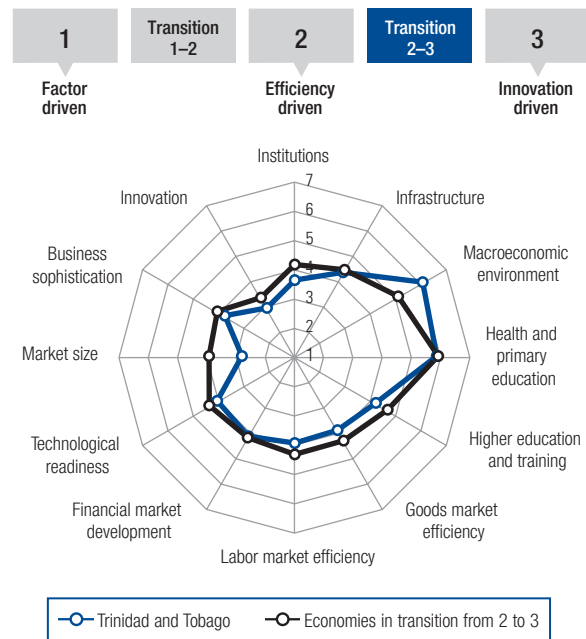 1
Transition
1–2
2
Transition
2–3
3
Factor
driven
Efficiency
driven
Innovation
driven
Institutions
7
6
5
4
3
2
1
Infrastructure
Macroeconomic
environment
Health and
primary
education
Higher education
and training
Goods market
efficiency
Labor market efficiency
Financial market
development
Technological
readiness
Market size
Business
sophistication
Innovation
Trinidad and Tobago
Economies in transition from 2 to 3